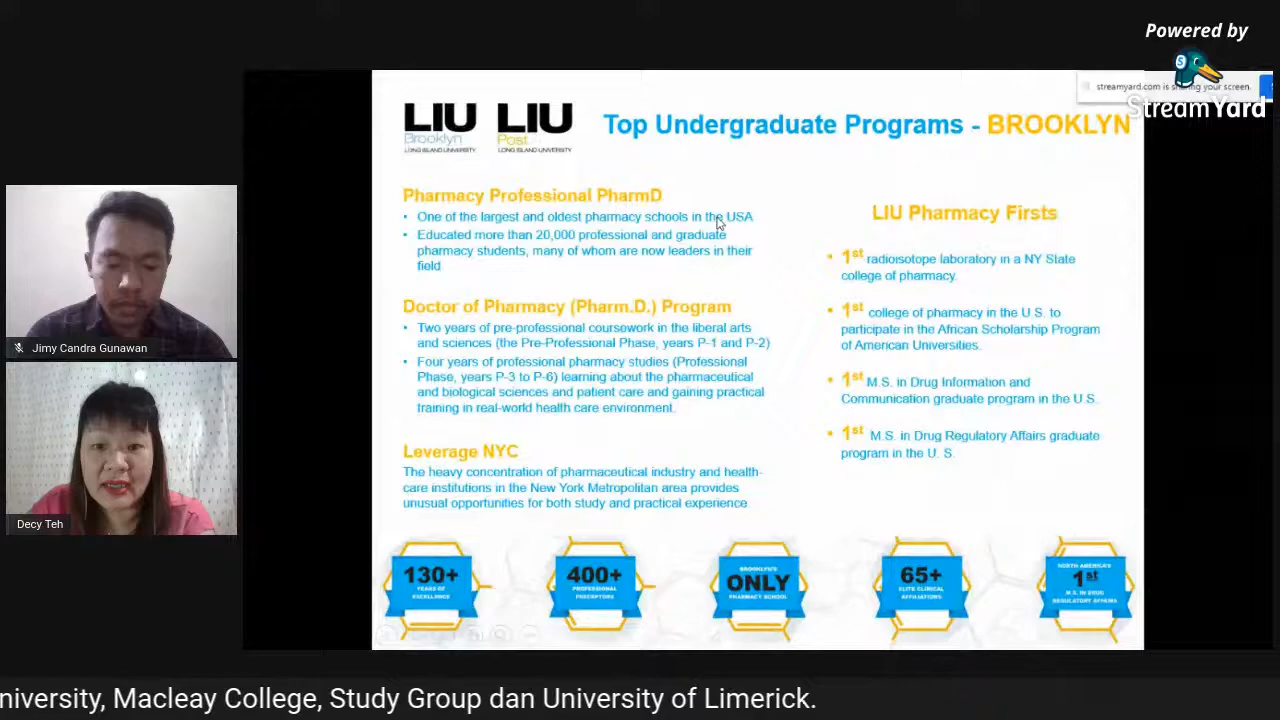 Powered by
StreamYard
streamyard.com is sharing your screen.
LIU
Brooklyn
LONG ISLAND UNIVERSITY
LIU
Post
LONG ISLAND UNIVERSITY
Top Undergraduate Programs - BROOKLYN
Pharmacy Professional PharmD
• One of the largest and oldest pharmacy schools in the USA
• Educated more than 20,000 professional and graduate
pharmacy students, many of whom are now leaders in their
field
Doctor of Pharmacy (Pharm.D.) Program
• Two years of pre-professional coursework in the liberal arts
and sciences (the Pre-Professional Phase, years P-1 and P-2)
• Four years of professional pharmacy studies (Professional
Phase, years P-3 to P-6) learning about the pharmaceutical
and biological sciences and patient care and gaining practical
training in real-world health care environment.
Leverage NYC
The heavy concentration of pharmaceutical industry and health-
care institutions in the New York Metropolitan area provides
unusual opportunities for both study and practical experience
LIU Pharmacy Firsts
• 1st radioisotope laboratory in a NY State
college of pharmacy.
• 1st college of pharmacy in the U.S. to
participate in the African Scholarship Program
of American Universities.
• 1st M.S. in Drug Information and
Communication graduate program in the U.S.
• 1st M.S. in Drug Regulatory Affairs graduate
program in the U. S.
130+
YEARS OF
EXCELLENCE
400+
PROFESSIONAL
PRECEPTORS
BROOKLYN'S
ONLY
PHARMACY SCHOOL
65+
ELITE CLINICAL
AFFILIATIONS
NORTH AMERICA'S
1st
M.S. IN DRUG
REGULATORY AFFAIRS
Jimy Candra Gunawan
Decy Teh
niversity, Macleay College, Study Group dan University of Limerick.